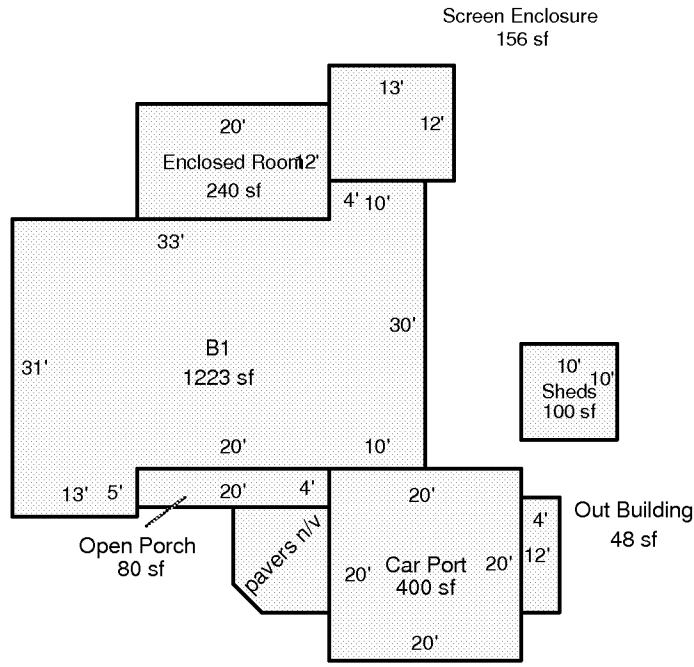 Screen Enclosure
156 sf
13'
12'
20'
Enclosed Room
12'
240 sf
4'
10'
33'
30'
31'
B1
1223 sf
10'
10'
Sheds
100 sf
20'
10'
13'
5'
20'
4'
20'
Open Porch
80 sf
pavers n/v
20'
Car Port
400 sf
20'
4'
12'
Out Building
48 sf
20'